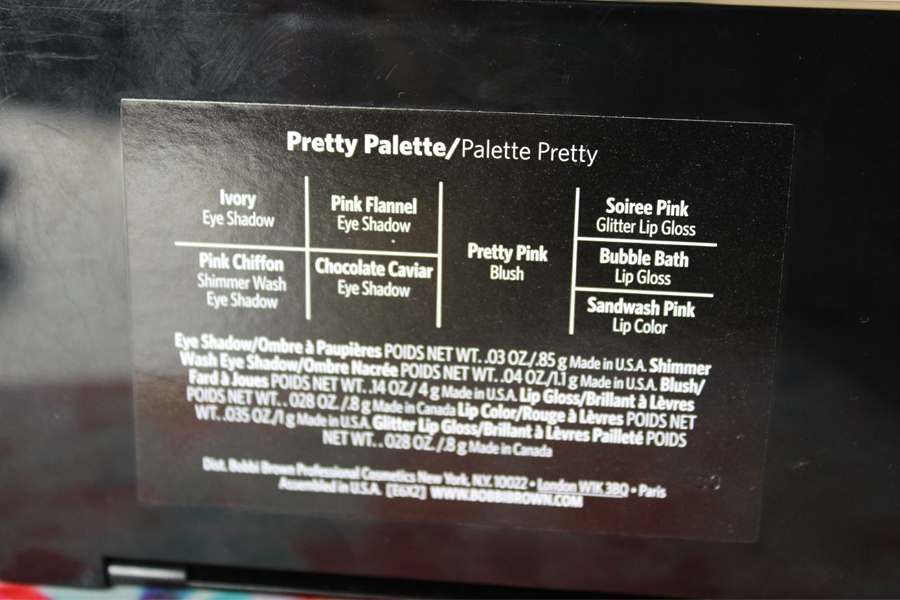 Pretty Palette/Palette Pretty
Ivory
Eye Shadow
Pink Flannel
Eye Shadow
Pink Chiffon
Shimmer Wash
Eye Shadow
Chocolate Caviar
Eye Shadow
Pretty Pink
Blush
Soiree Pink
Glitter Lip Gloss
Bubble Bath
Lip Gloss
Sandwash Pink
Lip Color
Eye Shadow/Ombre à Paupières POIDS NET WT. .03 OZ./.85 g Made in U.S.A. Shimmer
Wash Eye Shadow/Ombre Nacrée POIDS NET WT. .04 OZ./1.1 g Made in U.S.A. Blush/
Fard à Joues POIDS NET WT. .14 OZ./ 4 g Made in U.S.A. Lip Gloss/Brillant à Lèvres
POIDS NET WT. . 028 OZ. /.8 g Made in Canada Lip Color/Rouge à Lèvres POIDS NET
WT. .035 OZ./1 g Made in U.S.A. Glitter Lip Gloss/Brillant à Lèvres Pailleté POIDS
NET WT. . 028 OZ. /.8 g Made in Canada
Dist. Bobbi Brown Professional Cosmetics New York, N.Y. 10022 • London W1K 3BQ • Paris
Assembled in U.S.A. [E6X2] WWW.BOBBIBROWN.COM